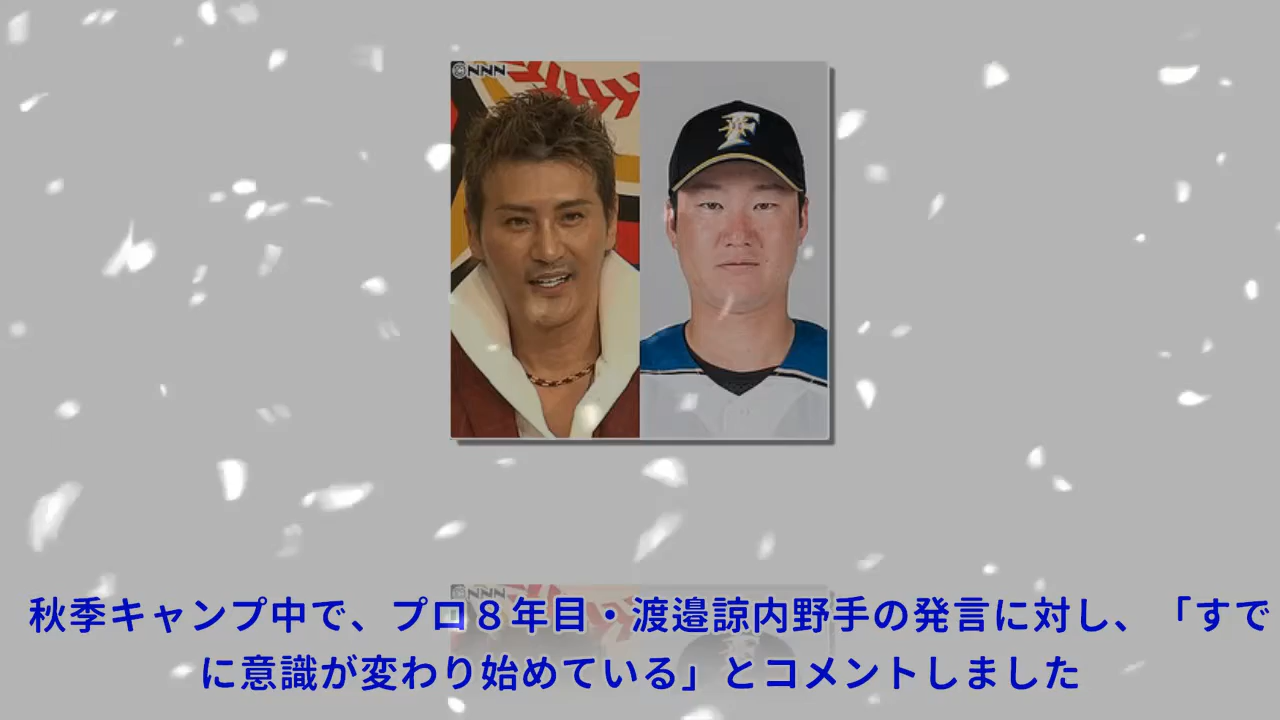 ©NNN
F
©NNN
秋季キャンプ中で、プロ８年目・渡邉諒内野手の発言に対し、「すで
に意識が変わり始めている」とコメントしました